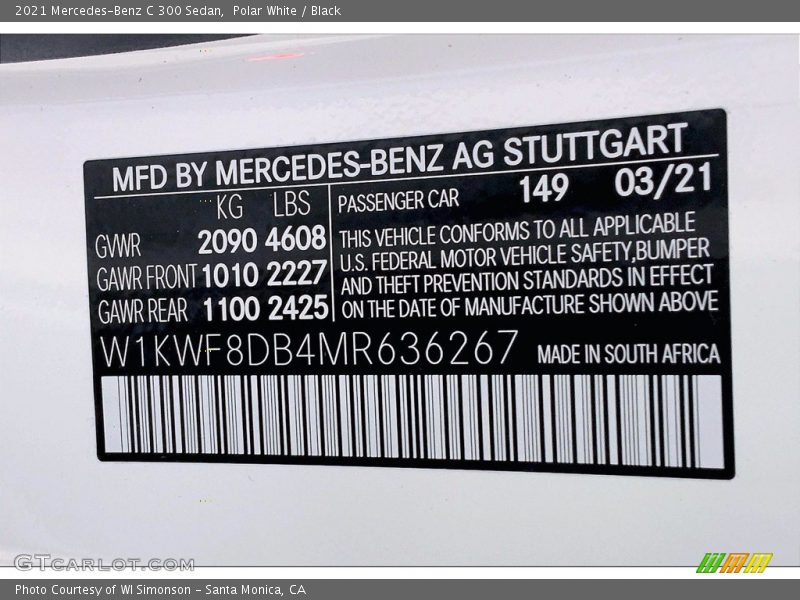 2021 Mercedes-Benz C 300 Sedan, Polar White / Black
MFD BY MERCEDES-BENZ AG STUTTGART
KG LBS
GVWR 2090 4608
GAWR FRONT 1010 2227
GAWR REAR 1100 2425
PASSENGER CAR 149 03/21
THIS VEHICLE CONFORMS TO ALL APPLICABLE
U.S. FEDERAL MOTOR VEHICLE SAFETY,BUMPER
AND THEFT PREVENTION STANDARDS IN EFFECT
ON THE DATE OF MANUFACTURE SHOWN ABOVE
W1KWF8DB4MR636267 MADE IN SOUTH AFRICA
GTCARLOT.COM
Photo Courtesy of WI Simonson - Santa Monica, CA